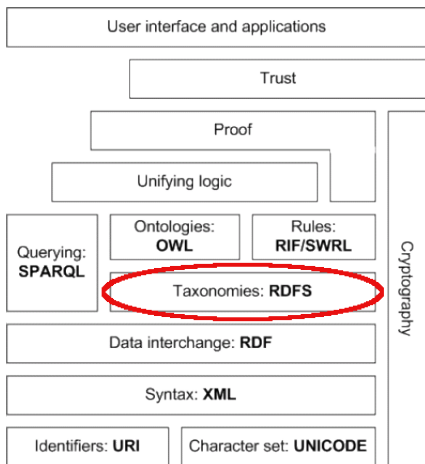 User interface and applications
Trust
Proof
Unifying logic
Ontologies:
OWL
Rules:
RIF/SWRL
Querying:
SPARQL
Taxonomies: RDFS
Cryptography
Data interchange: RDF
Syntax: XML
Identifiers: URI
Character set: UNICODE